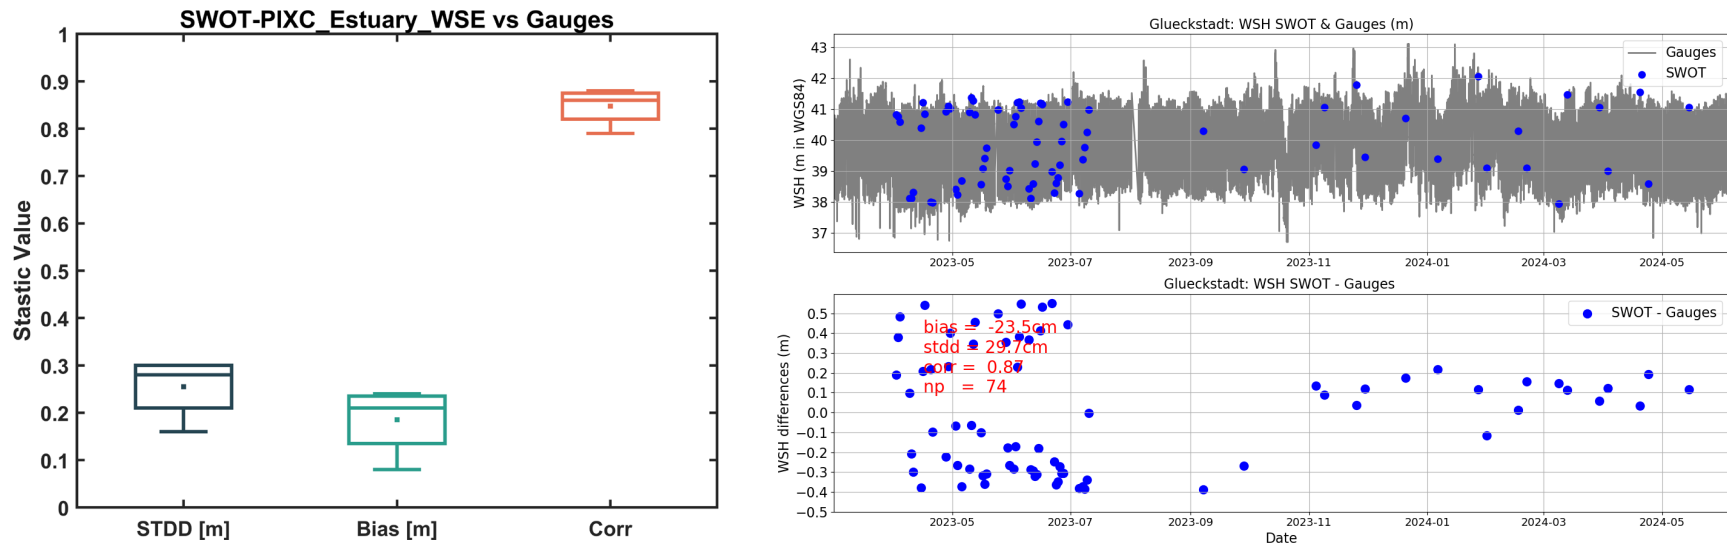 SWOT-PIXC_Estuary_WSE vs Gauges
Stastic Value
1
0.9
0.8
0.7
0.6
0.5
0.4
0.3
0.2
0.1
0
STDD [m]
Bias [m]
Corr
Glueckstadt: WSH SWOT & Gauges (m)
WSH (m in WGS84)
43
42
41
40
39
38
37
Gauges
SWOT
2023-05
2023-07
2023-09
2023-11
2024-01
2024-03
2024-05
Glueckstadt: WSH SWOT - Gauges
WSH differences (m)
0.5
0.4
0.3
0.2
0.1
0.0
−0.1
−0.2
−0.3
−0.4
−0.5
SWOT - Gauges
bias = -23.5cm
stdd = 29.7cm
corr = 0.87
np = 74
2023-05
2023-07
2023-09
2023-11
2024-01
2024-03
2024-05
Date